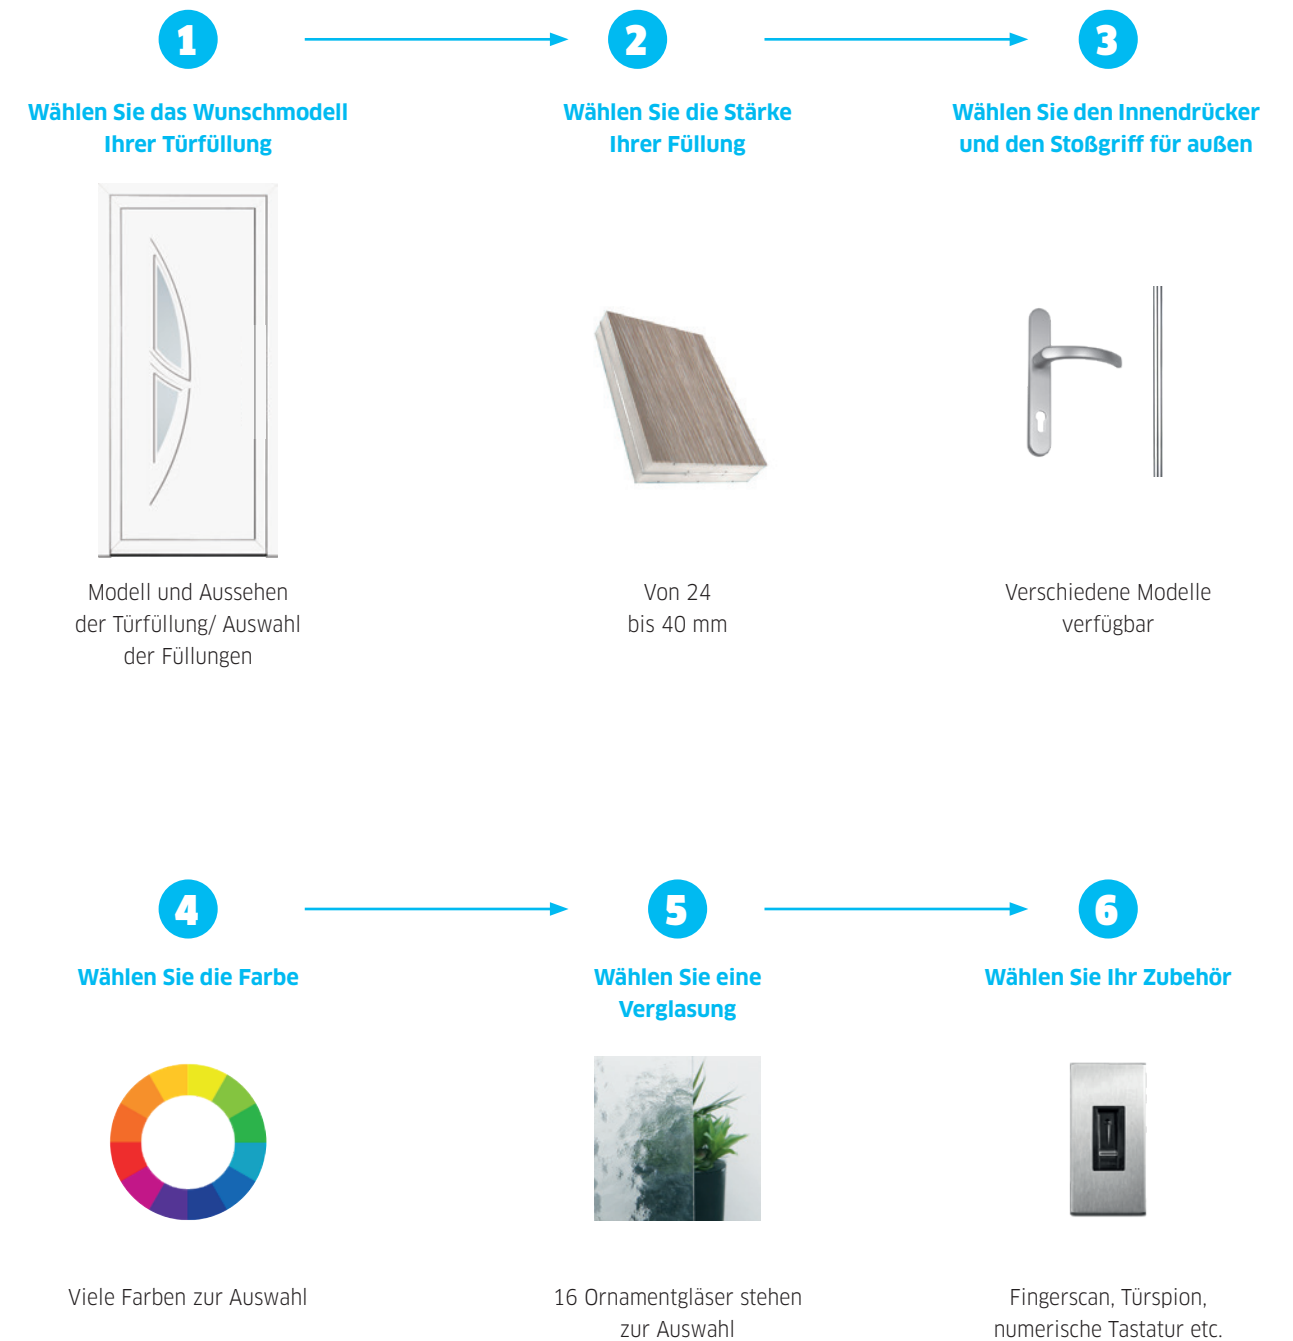 1
Wählen Sie das Wunschmodell
Ihrer Türfüllung
Modell und Aussehen
der Türfüllung/ Auswahl
der Füllungen
2
Wählen Sie die Stärke
Ihrer Füllung
Von 24
bis 40 mm
3
Wählen Sie den Innendrücker
und den Stoßgriff für außen
Verschiedene Modelle
verfügbar
4
Wählen Sie die Farbe
Viele Farben zur Auswahl
5
Wählen Sie eine
Verglasung
16 Ornamentgläser stehen
zur Auswahl
6
Wählen Sie Ihr Zubehör
Fingerscan, Türspion,
numerische Tastatur etc.